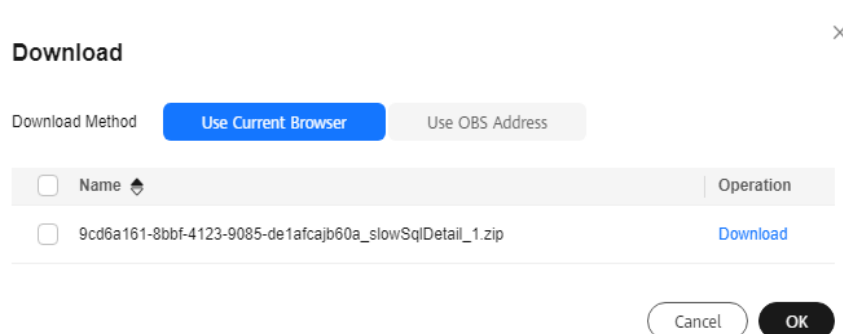 Download
Download Method Use Current Browser Use OBS Address
Name Operation
9cd6a161-8bbf-4123-9085-de1afcajb60a_slowSqlDetail_1.zip Download
Cancel OK